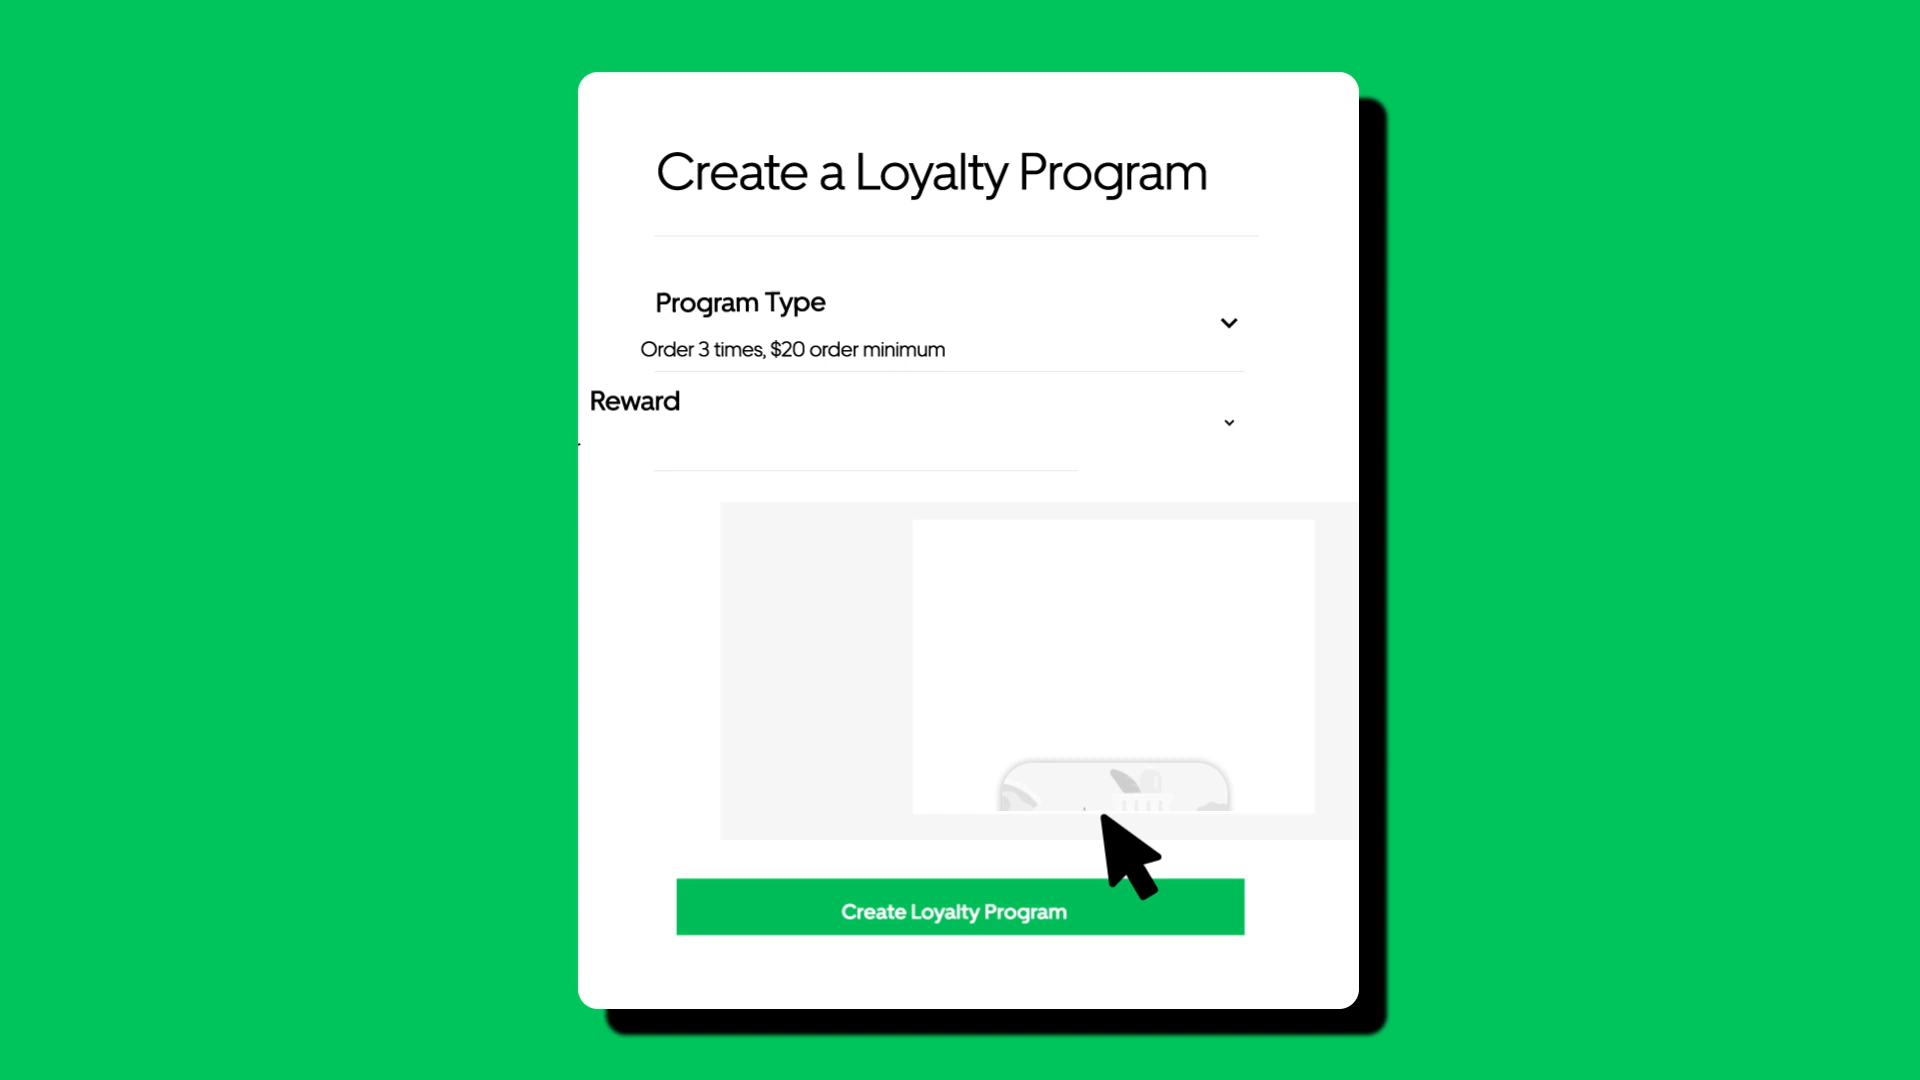 Create a Loyalty Program
Program Type
Order 3 times, $20 order minimum
Reward
Create Loyalty Program